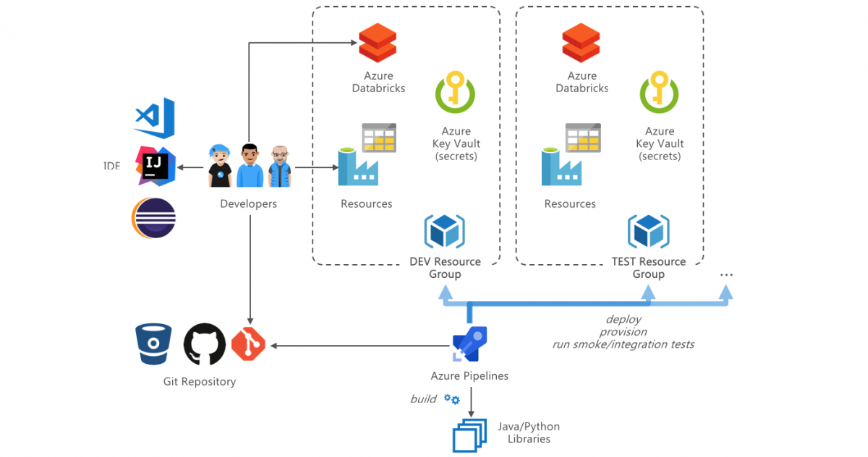 Azure
Databricks
Azure
Key Vault
(secrets)
Resources
DEV Resource
Group
Azure
Databricks
Azure
Key Vault
(secrets)
Resources
TEST Resource
Group
...
IDE
IJ
Developers
deploy
provision
run smoke/integration tests
Git Repository
Azure Pipelines
build
Java/Python
Libraries